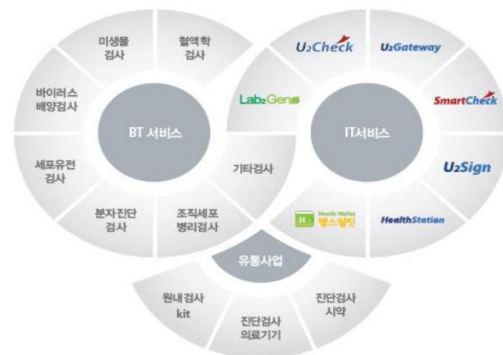 미생물
검사
혈액학
검사
바이러스
배양검사
BT 서비스
세포유전
검사
분자진단
검사
조직세포
병리검사
기타검사
U2Check
U2Gateway
Lab2Geno
SmartCheck
IT서비스
U2Sign
Health Wallet
헬스월릿
HealthStation
유통사업
원내검사
kit
진단검사
의료기기
진단검사
시약